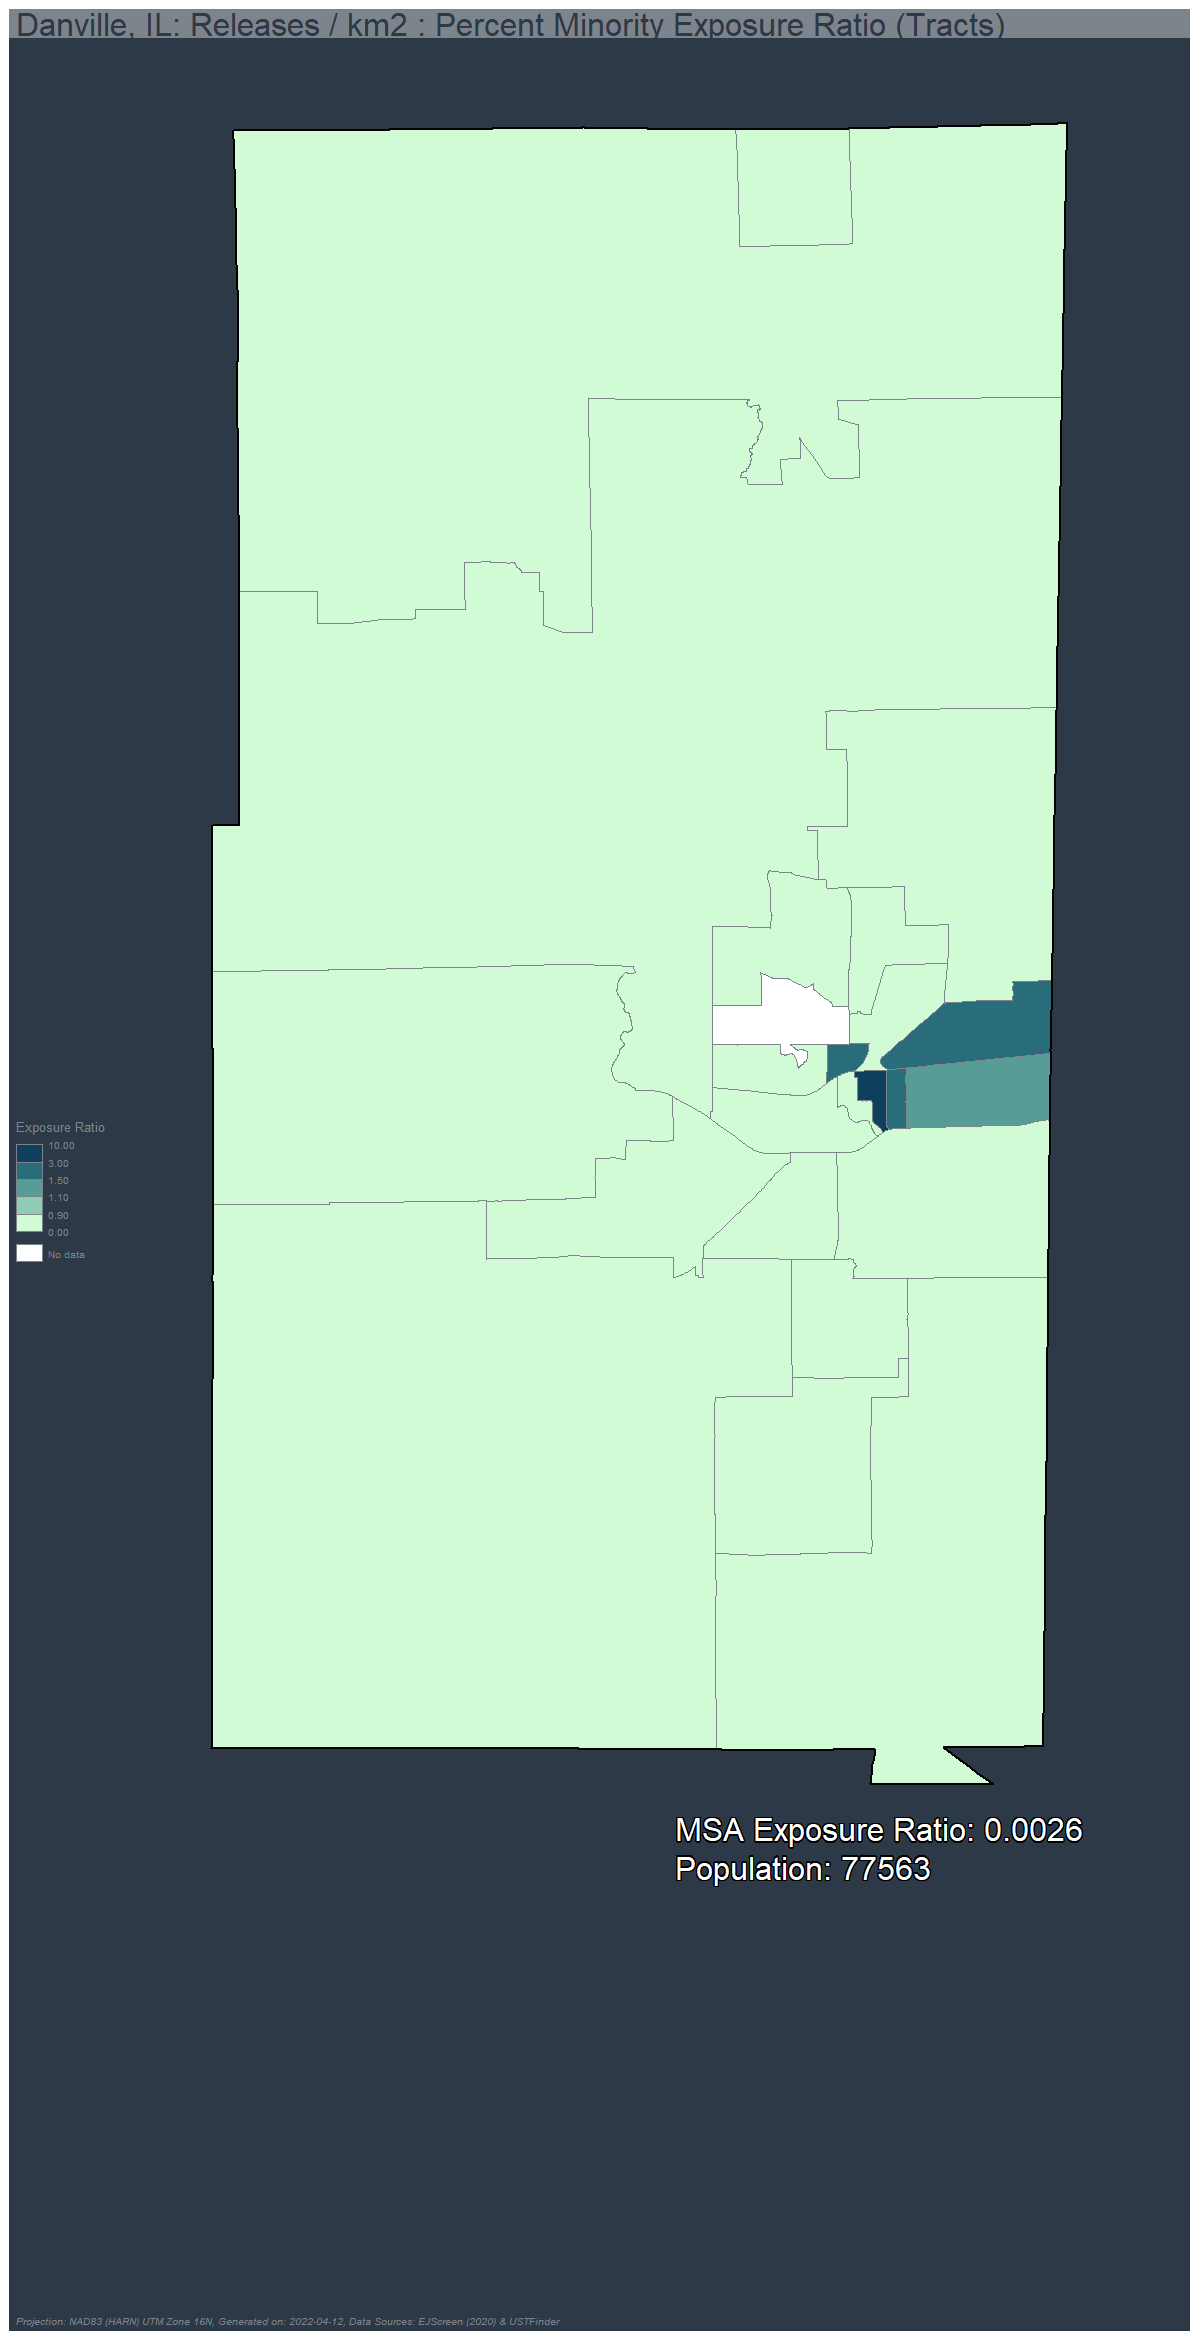 Danville, IL: Releases / km2 : Percent Minority Exposure Ratio (Tracts)
Exposure Ratio
10.00
3.00
1.50
1.10
0.90
0.00
No data
MSA Exposure Ratio: 0.0026
Population: 77563
Projection: NAD83 (HARN) UTM Zone 16N, Generated on: 2022-04-12, Data Sources: EJScreen (2020) & USTFinder